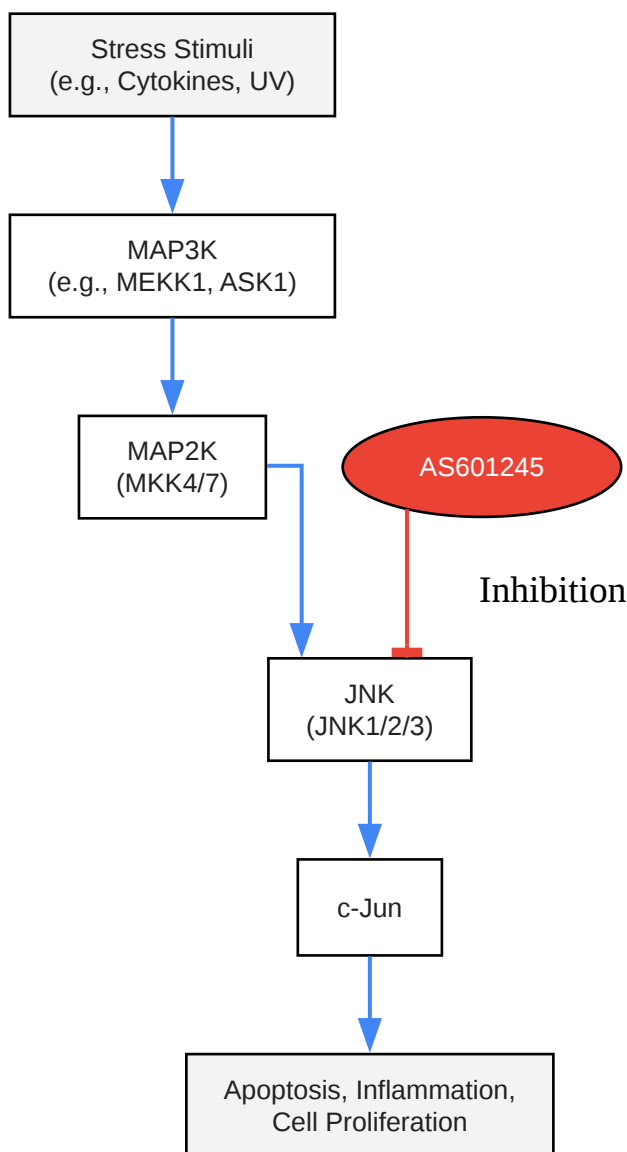 Stress Stimuli
(e.g., Cytokines, UV)
MAP3K
(e.g., MEKK1, ASK1)
MAP2K
(MKK4/7)
AS601245
Inhibition
JNK
(JNK1/2/3)
c-Jun
Apoptosis, Inflammation,
Cell Proliferation